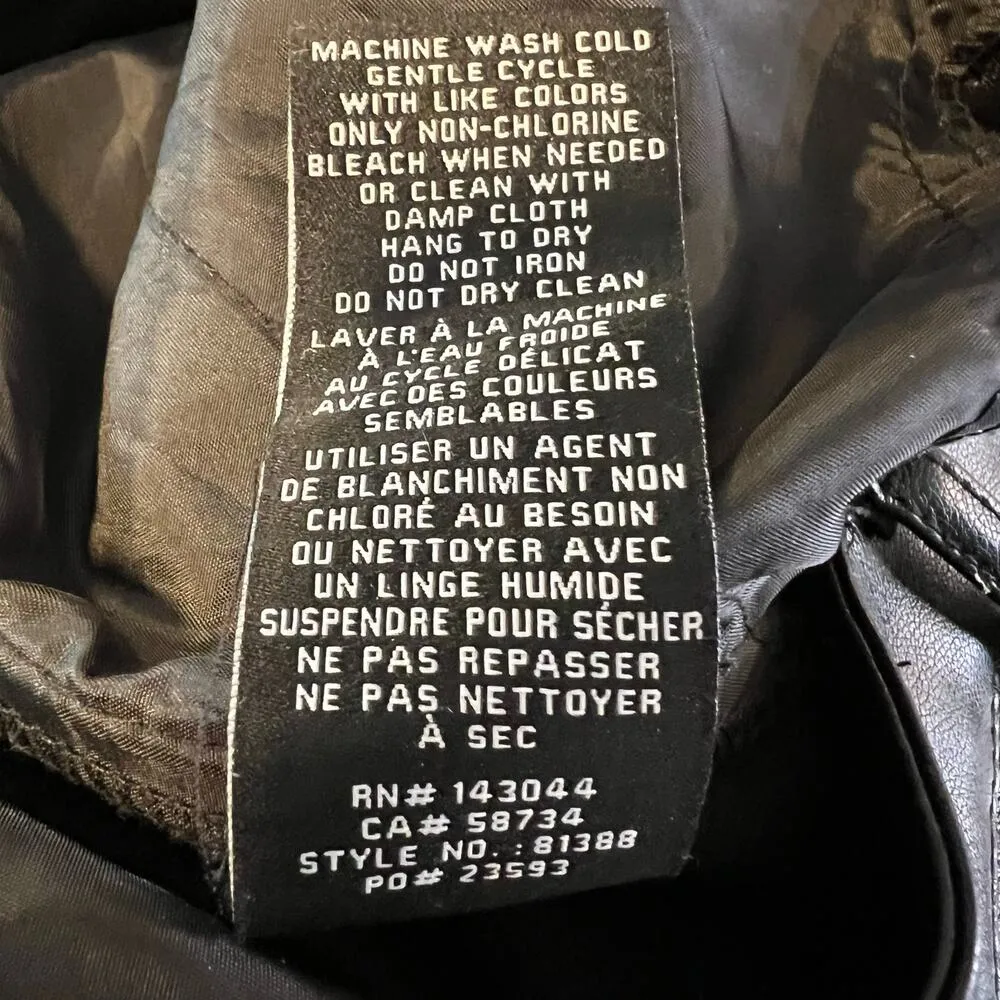 MACHINE WASH COLD
GENTLE CYCLE
WITH LIKE COLORS
ONLY NON-CHLORINE
BLEACH WHEN NEEDED
OR CLEAN WITH
DAMP CLOTH
HANG TO DRY
DO NOT IRON
DO NOT DRY CLEAN
LAVER À LA MACHINE
À L'EAU FROIDE
AU CYCLE DÉLICAT
AVEC DES COULEURS
SEMBLABLES
UTILISER UN AGENT
DE BLANCHIMENT NON
CHLORÉ AU BESOIN
OU NETTOYER AVEC
UN LINGE HUMIDE
SUSPENDRE POUR SÉCHER
NE PAS REPASSER
NE PAS NETTOYER
À SEC
RN# 143044
CA# 58734
STYLE NO.:81388
PO# 23593